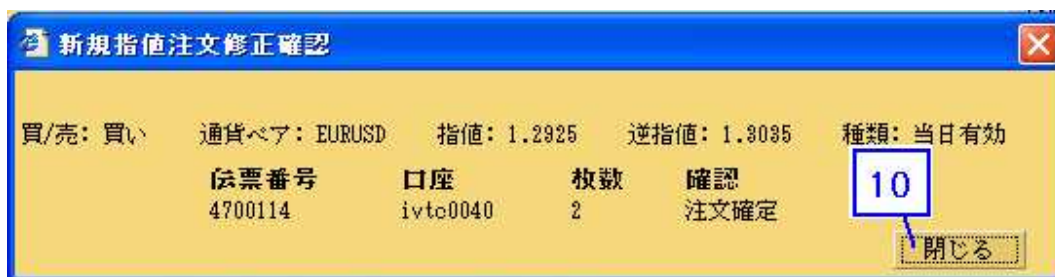 新規指値注文修正確認
買/売: 買い 通貨ペア: EURUSD 指値: 1.2925 逆指値: 1.3035 種類: 当日有効
伝票番号 口座 枚数 確認
4700114 ivtc0040 2 注文確定
10
閉じる